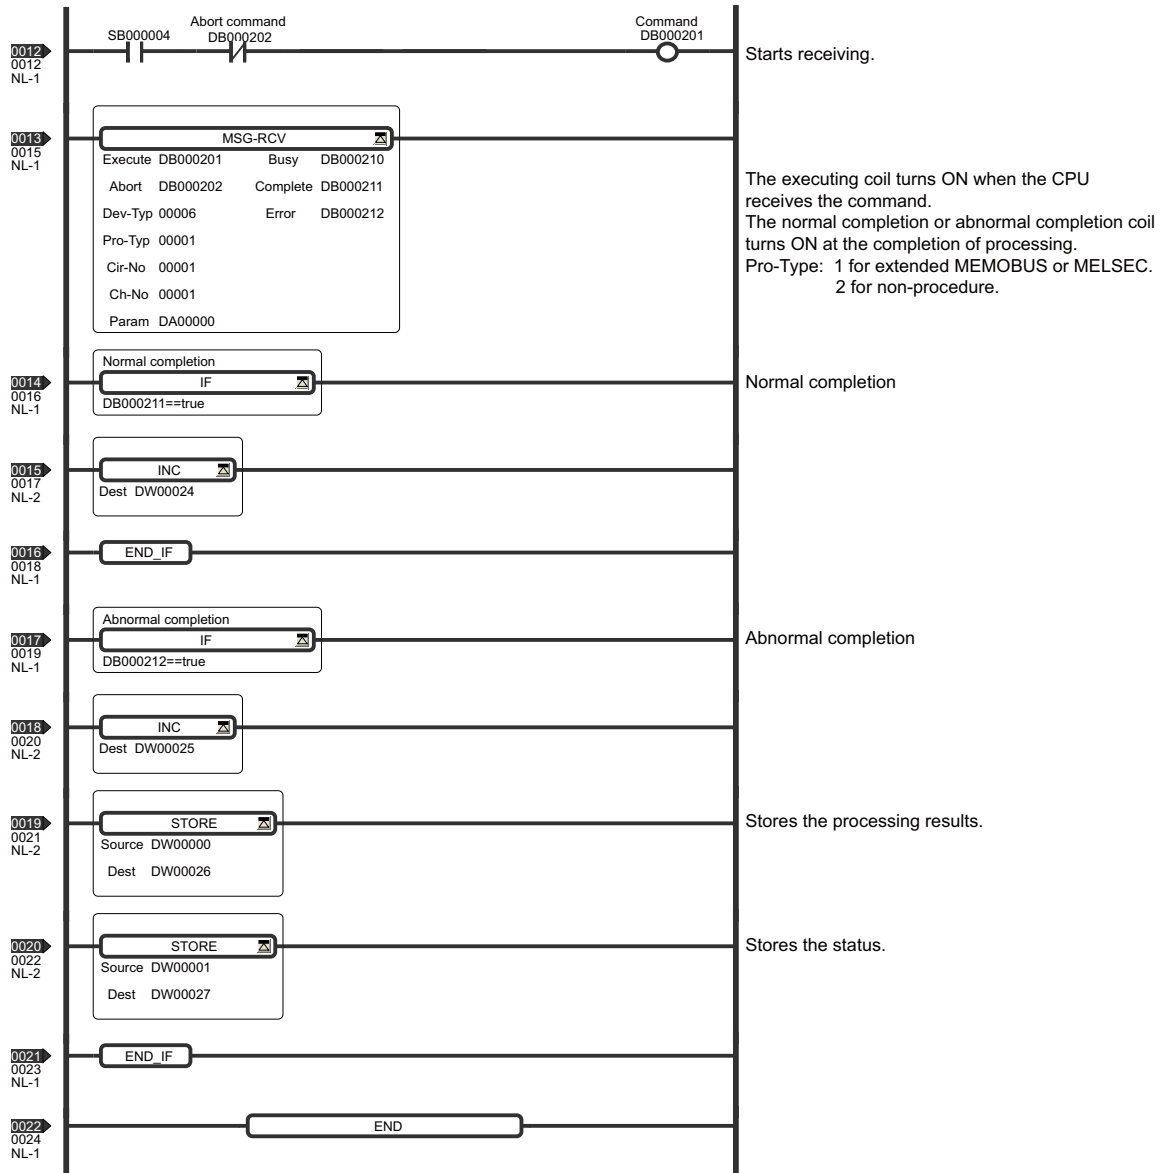 Abort command
Command
SB000004
DB000202
DB000201
0012
0012
NL-1
Starts receiving.
0013
0015
NL-1
MSG-RCV
Execute DB000201 Busy DB000210
Abort DB000202 Complete DB000211
Dev-Typ 00006 Error DB000212
Pro-Typ 00001
Cir-No 00001
Ch-No 00001
Param DA00000
The executing coil turns ON when the CPU
receives the command.
The normal completion or abnormal completion coil
turns ON at the completion of processing.
Pro-Type: 1 for extended MEMOBUS or MELSEC.
2 for non-procedure.
Normal completion
0014
0016
NL-1
IF
DB000211==true
Normal completion
0015
0017
NL-2
INC
Dest DW00024
0016
0018
NL-1
END_IF
Abnormal completion
0017
0019
NL-1
IF
DB000212==true
Abnormal completion
0018
0020
NL-2
INC
Dest DW00025
0019
0021
NL-2
STORE
Source DW00000
Dest DW00026
Stores the processing results.
0020
0022
NL-2
STORE
Source DW00001
Dest DW00027
Stores the status.
0021
0023
NL-1
END_IF
0022
0024
NL-1
END